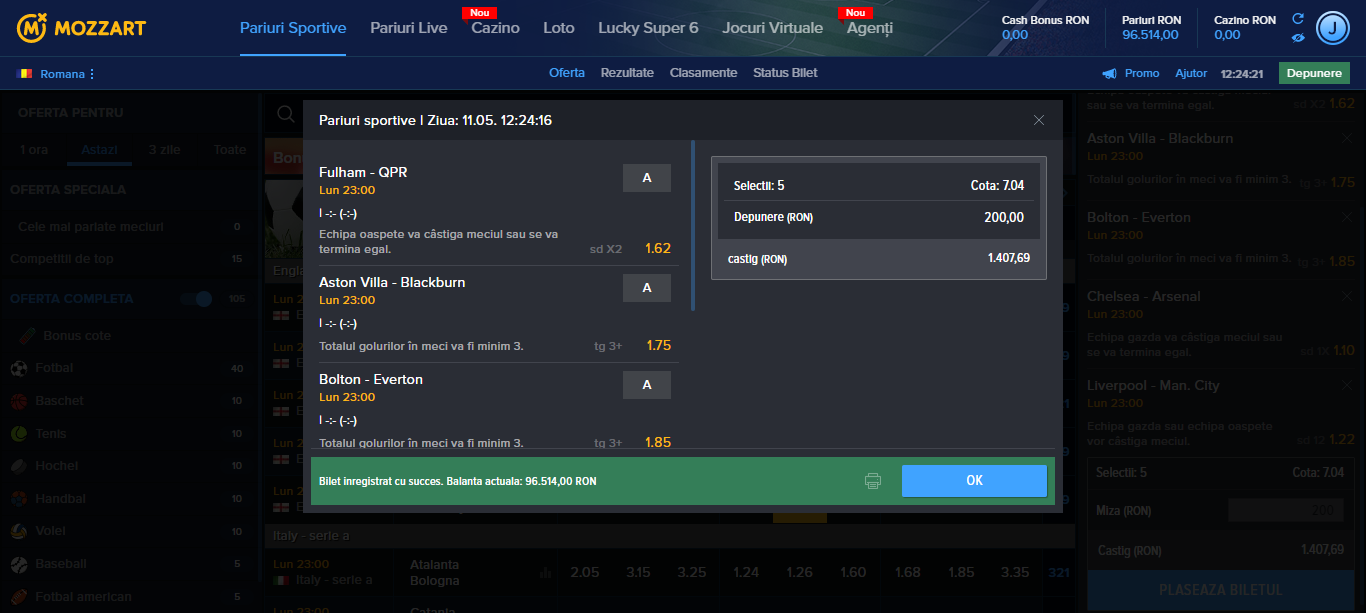 MOZZART
Pariuri Sportive
Pariuri Live
Nou
Cazino
Loto
Lucky Super 6
Jocuri Virtuale
Nou
Agenți
Cash Bonus RON
0,00
Pariuri RON
96.514,00
Cazino RON
0,00
J
Romana
Oferta
Rezultate
Clasamente
Status Bilet
Promo
Ajutor
12:24:21
Depunere
OFERTA PENTRU
1 ora
Astazi
3 zile
Toate
OFERTA SPECIALA
Cele mai pariate meciuri 0
Competitii de top 15
OFERTA COMPLETA 105
Bonus cote
Fotbal 40
Baschet 10
Tenis 10
Hochei 10
Handbal 10
Volei 10
Baseball 5
Fotbal american 5
Pariuri sportive | Ziua: 11.05. 12:24:16
Fulham - QPR
A
Lun 23:00
| -:- (-:-)
Echipa oaspete va câstiga meciul sau se va
termina egal.
sd X2 1.62
Aston Villa - Blackburn
A
Lun 23:00
| -:- (-:-)
Totalul golurilor în meci va fi minim 3. tg 3+ 1.75
Bolton - Everton
A
Lun 23:00
| -:- (-:-)
Totalul golurilor în meci va fi minim 3. tg 3+ 1.85
Selectii: 5 Cota: 7.04
Depunere (RON) 200,00
castig (RON) 1.407,69
Bilet inregistrat cu succes. Balanta actuala: 96.514,00 RON
OK
Italy - serie a
Lun 23:00
Italy - serie a
Atalanta
Bologna
2.05 3.15 3.25 1.24 1.26 1.60 1.68 1.85 3.35 321
Lun 23:00
Catania
sau se va termina egal. sd X2 1.62
Aston Villa - Blackburn
Lun 23:00
Totalul golurilor în meci va fi minim 3. tg 3+ 1.75
Bolton - Everton
Lun 23:00
Totalul golurilor în meci va fi minim 3. tg 3+ 1.85
Chelsea - Arsenal
Lun 23:00
Echipa gazda va câstiga meciul sau
se va termina egal. sd 1X 1.10
Liverpool - Man. City
Lun 23:00
Echipa gazda sau echipa oaspete
vor câstiga meciul. sd 12 1.22
Selectii: 5 Cota: 7.04
Miza (RON) 200
Castig (RON) 1.407,69
PLASEAZA BILETUL